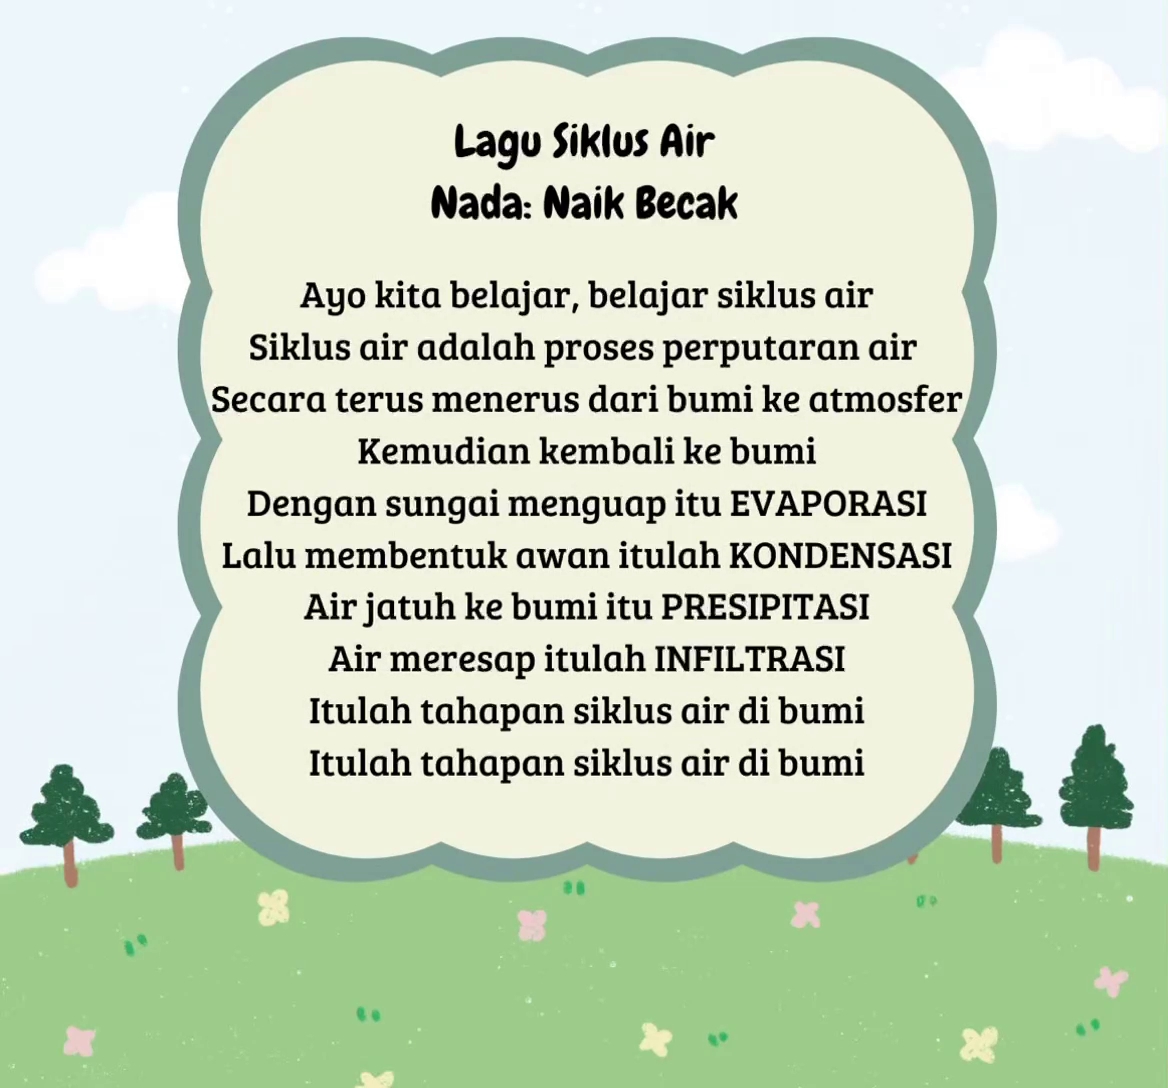 Lagu Siklus Air
Nada: Naik Becak
Ayo kita belajar, belajar siklus air
Siklus air adalah proses perputaran air
Secara terus menerus dari bumi ke atmosfer
Kemudian kembali ke bumi
Dengan sungai menguap itu EVAPORASI
Lalu membentuk awan itulah KONDENSASI
Air jatuh ke bumi itu PRESIPITASI
Air meresap itulah INFILTRASI
Itulah tahapan siklus air di bumi
Itulah tahapan siklus air di bumi